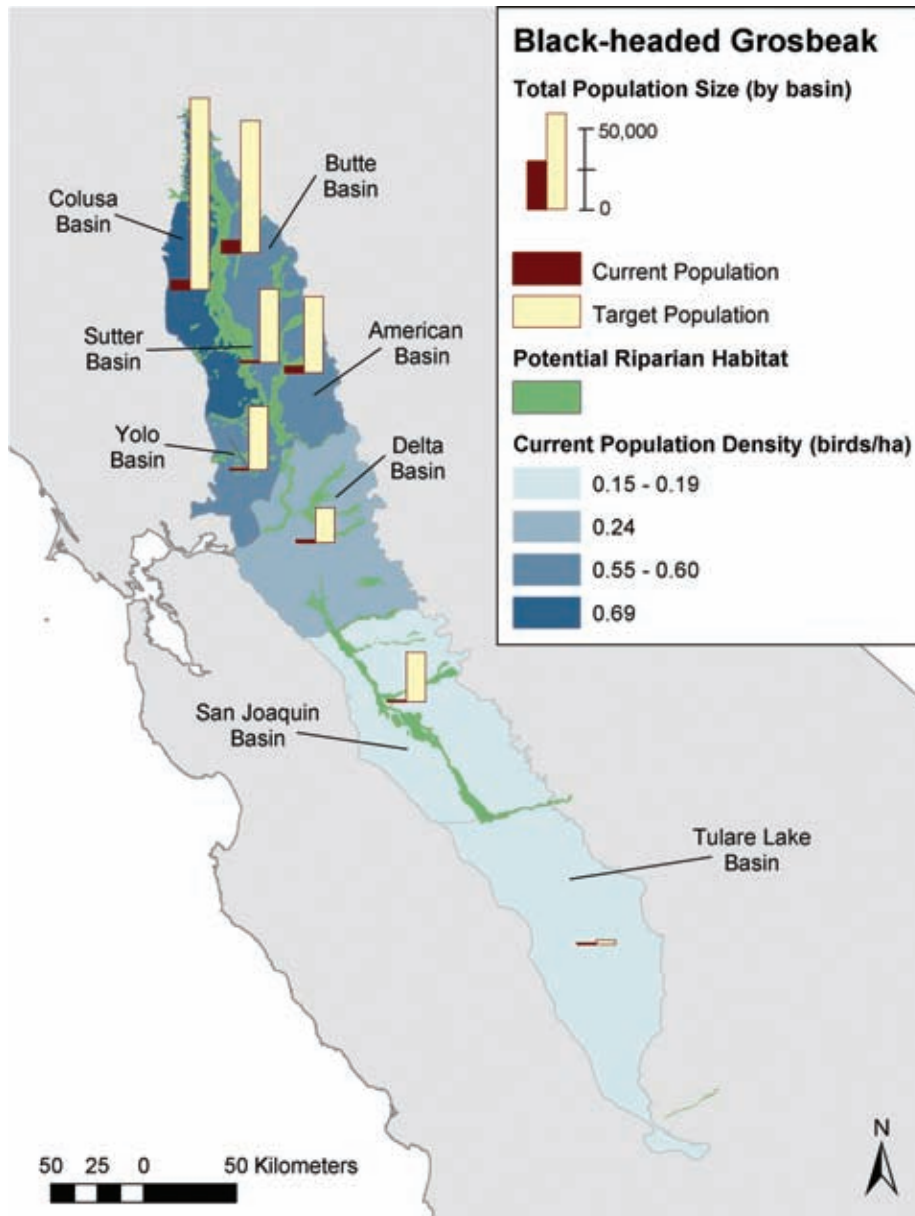 Black-headed Grosbeak
Total Population Size (by basin)
50,000
0
Current Population
Target Population
Potential Riparian Habitat
Current Population Density (birds/ha)
0.15 - 0.19
0.24
0.55 - 0.60
0.69
Butte
Basin
Colusa
Basin
Sutter
Basin
American
Basin
Yolo
Basin
Delta
Basin
San Joaquin
Basin
Tulare Lake
Basin
50 25 0 50 Kilometers
N